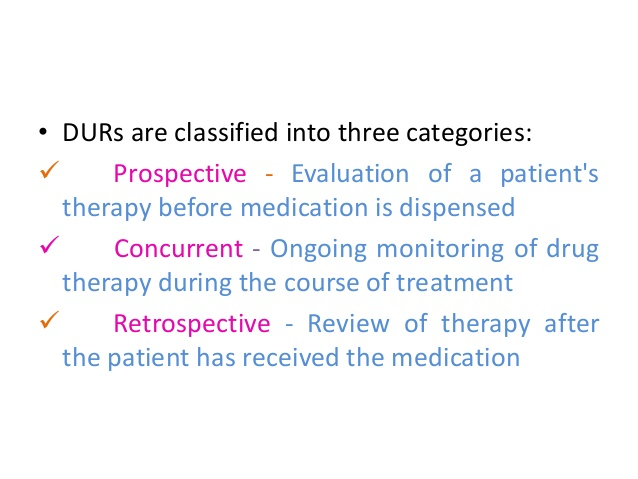 • DURs are classified into three categories:
✓ Prospective - Evaluation of a patient's
therapy before medication is dispensed
✓ Concurrent - Ongoing monitoring of drug
therapy during the course of treatment
✓ Retrospective - Review of therapy after
the patient has received the medication